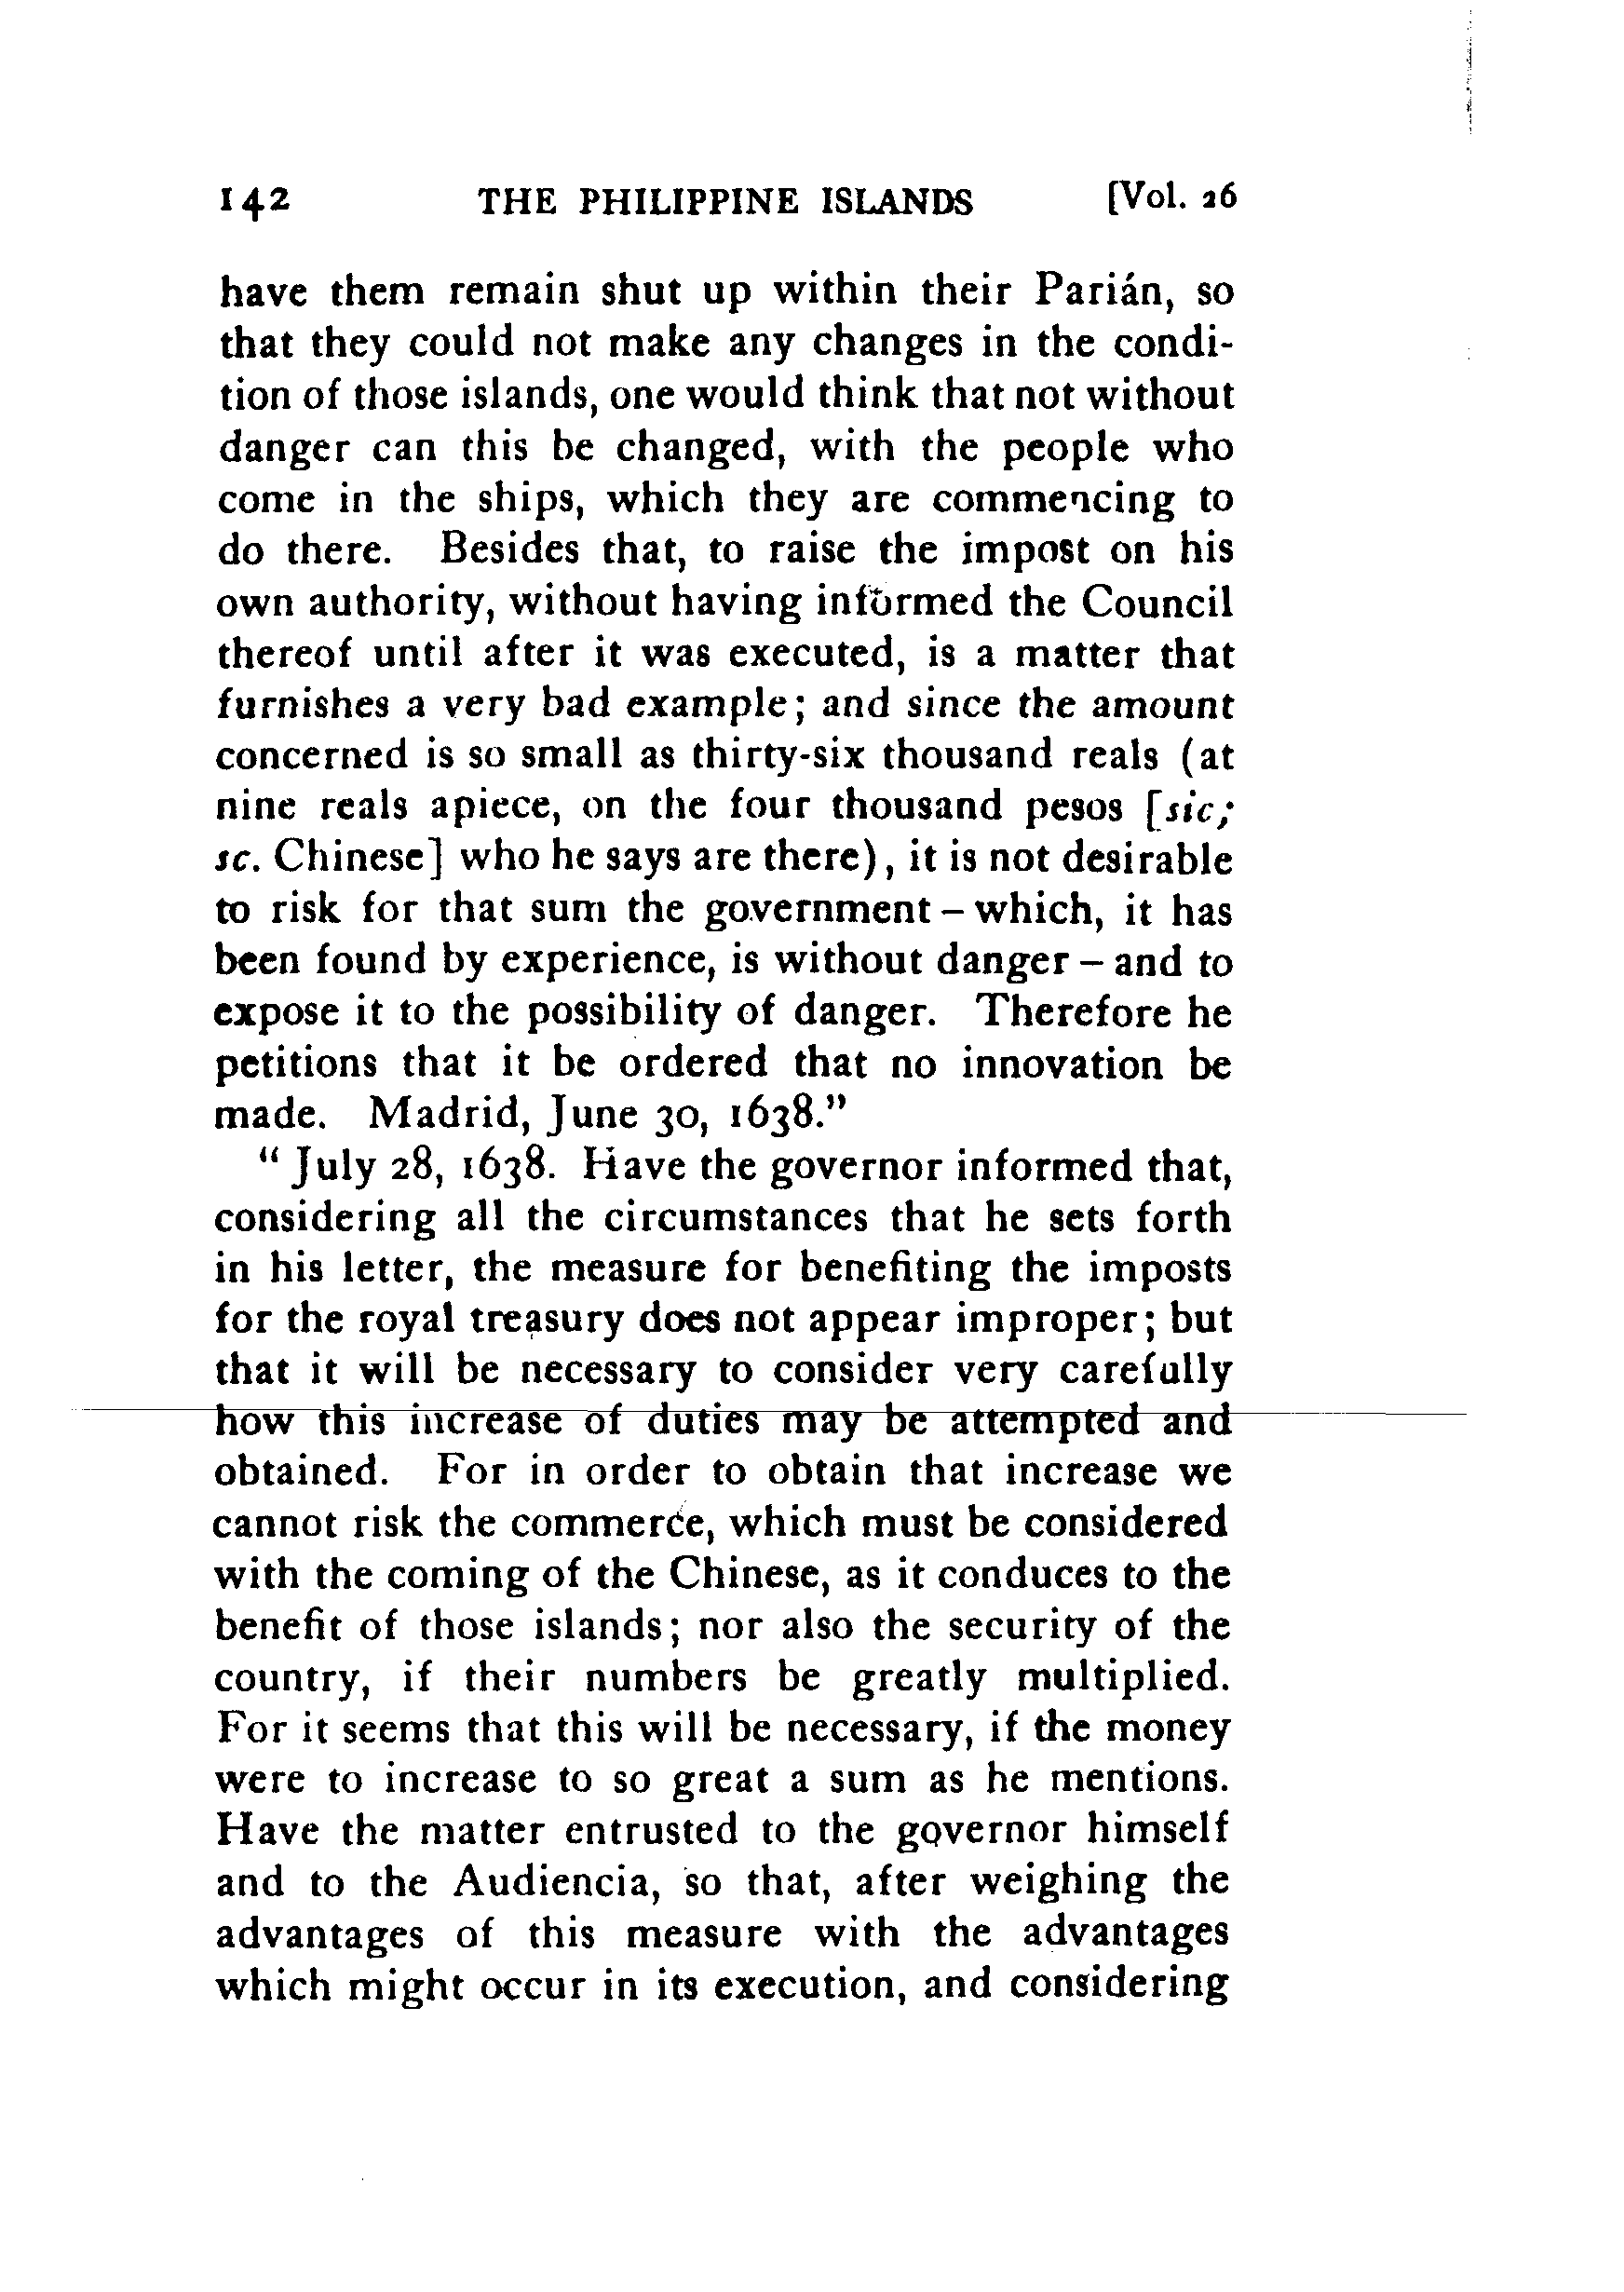 142 THE PHILIPPINE ISLANDS [Vol. 26
have them remain shut up within their Parián, so
that they could not make any changes in the condi-
tion of those islands, one would think that not without
danger can this be changed, with the people who
come in the ships, which they are commencing to
do there. Besides that, to raise the impost on his
own authority, without having informed the Council
thereof until after it was executed, is a matter that
furnishes a very bad example; and since the amount
concerned is so small as thirty-six thousand reals (at
nine reals apiece, on the four thousand pesos [sic;
sc. Chinese] who he says are there), it is not desirable
to risk for that sum the government – which, it has
been found by experience, is without danger – and to
expose it to the possibility of danger. Therefore he
petitions that it be ordered that no innovation be
made. Madrid, June 30, 1638."
" July 28, 1638. Have the governor informed that,
considering all the circumstances that he sets forth
in his letter, the measure for benefiting the imposts
for the royal treasury does not appear improper; but
that it will be necessary to consider very carefully
how this increase of duties may be attempted and
obtained. For in order to obtain that increase we
cannot risk the commerce, which must be considered
with the coming of the Chinese, as it conduces to the
benefit of those islands; nor also the security of the
country, if their numbers be greatly multiplied.
For it seems that this will be necessary, if the money
were to increase to so great a sum as he mentions.
Have the matter entrusted to the governor himself
and to the Audiencia, so that, after weighing the
advantages of this measure with the advantages
which might occur in its execution, and considering